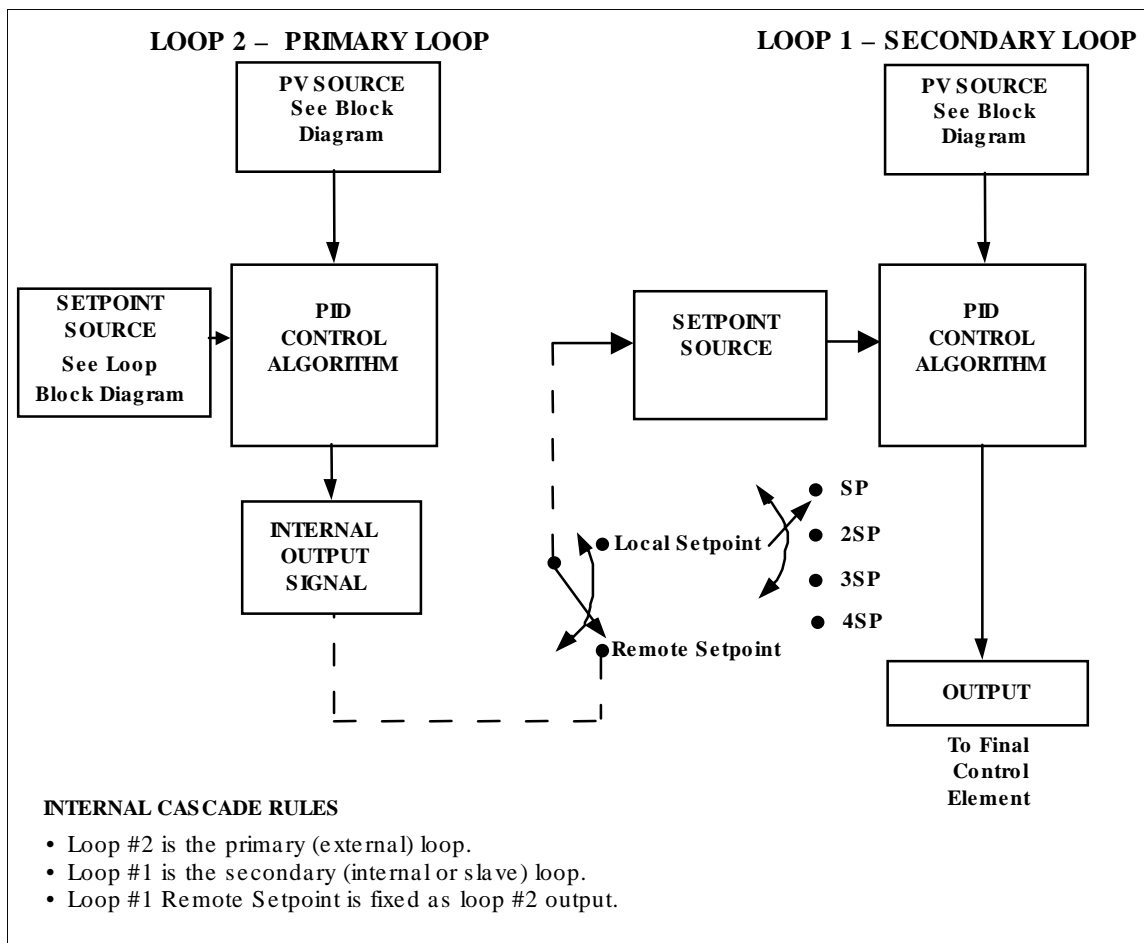 LOOP 2 – PRIMARY LOOP
PV SOURCE
See Block
Diagram
SETPOINT
SOURCE
See Loop
Block Diagram
PID
CONTROL
ALGORITHM
INTERNAL
OUTPUT
SIGNAL
LOOP 1 – SECONDARY LOOP
PV SOURCE
See Block
Diagram
SETPOINT
SOURCE
PID
CONTROL
ALGORITHM
Local Setpoint
Remote Setpoint
SP
2SP
3SP
4SP
OUTPUT
To Final
Control
Element
INTERNAL CASCADE RULES
• Loop #2 is the primary (external) loop.
• Loop #1 is the secondary (internal or slave) loop.
• Loop #1 Remote Setpoint is fixed as loop #2 output.